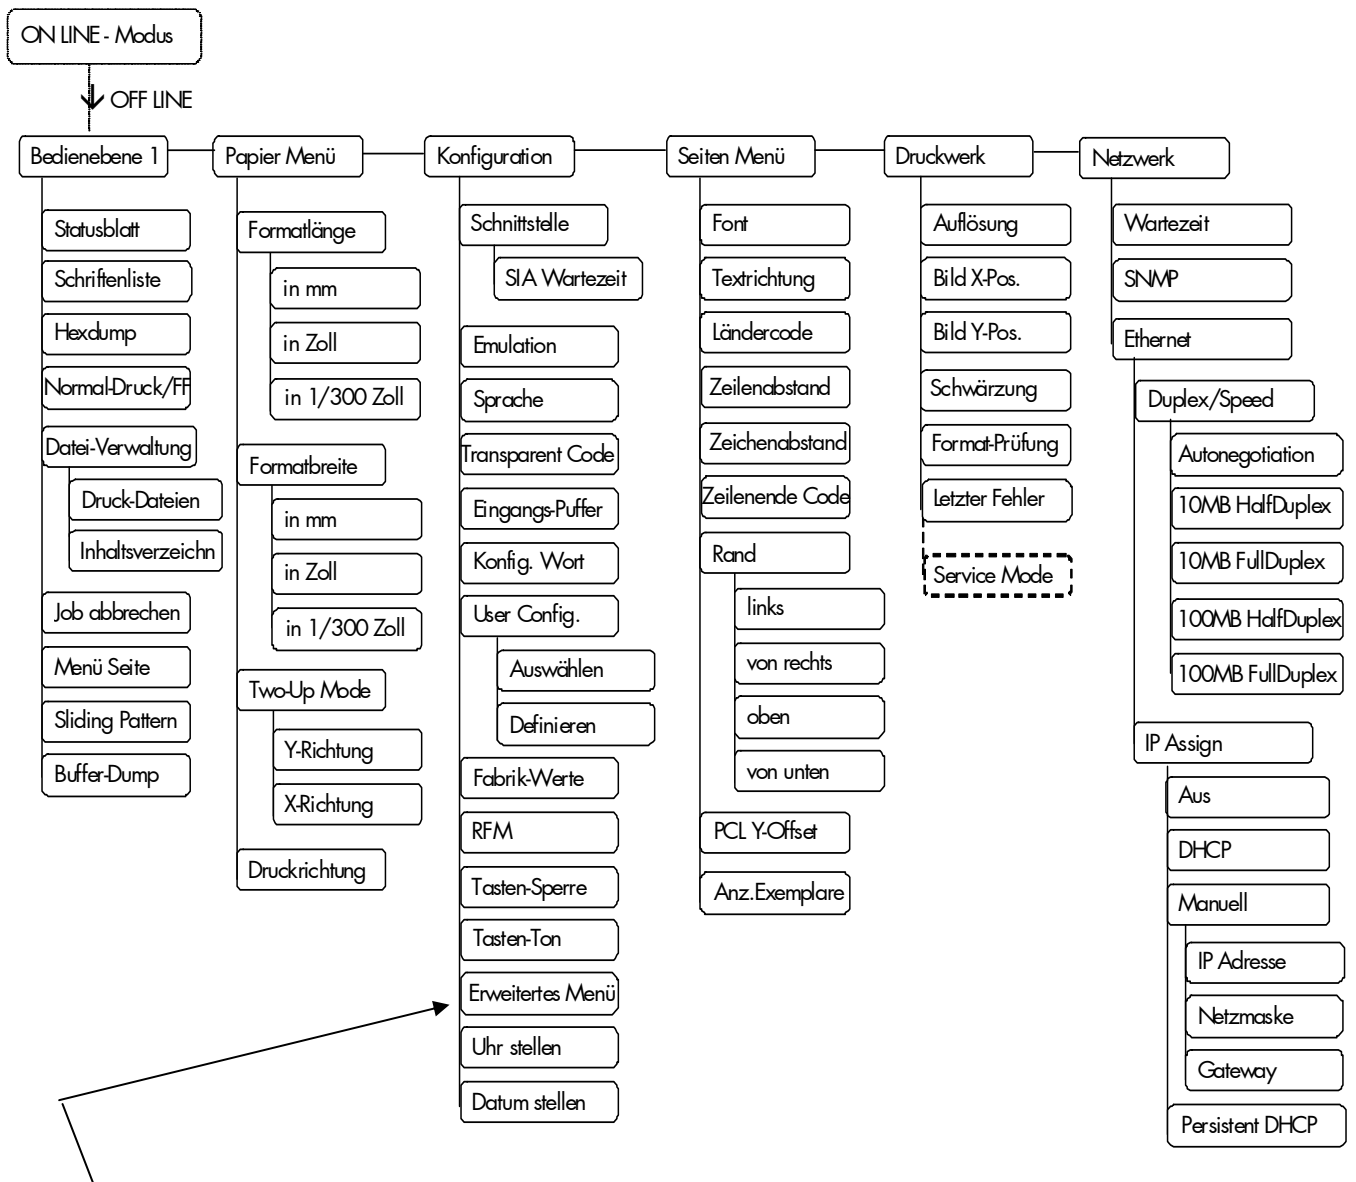 ON LINE - Modus
OFF LINE
Bedienebene 1
Statusblatt
Schriftenliste
Hexdump
Normal-Druck/FF
Datei-Verwaltung
Druck-Dateien
Inhaltsverzeichn
Job abbrechen
Menü Seite
Sliding Pattern
Buffer-Dump
Papier Menü
Formatlänge
in mm
in Zoll
in 1/300 Zoll
Formatbreite
in mm
in Zoll
in 1/300 Zoll
Two-Up Mode
Y-Richtung
X-Richtung
Druckrichtung
Konfiguration
Schnittstelle
SIA Wartezeit
Emulation
Sprache
Transparent Code
Eingangs-Puffer
Konfig. Wort
User Config.
Auswählen
Definieren
Fabrik-Werte
RFM
Tasten-Sperre
Tasten-Ton
Erweitertes Menü
Uhr stellen
Datum stellen
Seiten Menü
Font
Textrichtung
Ländercode
Zeilenabstand
Zeichenabstand
Zeilenende Code
Rand
links
von rechts
oben
von unten
PCL Y-Offset
Anz.Exemplare
Druckwerk
Auflösung
Bild X-Pos.
Bild Y-Pos.
Schwärzung
Format-Prüfung
Letzter Fehler
Service Mode
Netzwerk
Wartezeit
SNMP
Ethernet
Duplex/Speed
Autonegotiation
10MB HalfDuplex
10MB FullDuplex
100MB HalfDuplex
100MB FullDuplex
IP Assign
Aus
DHCP
Manuell
IP Adresse
Netzmaske
Gateway
Persistent DHCP